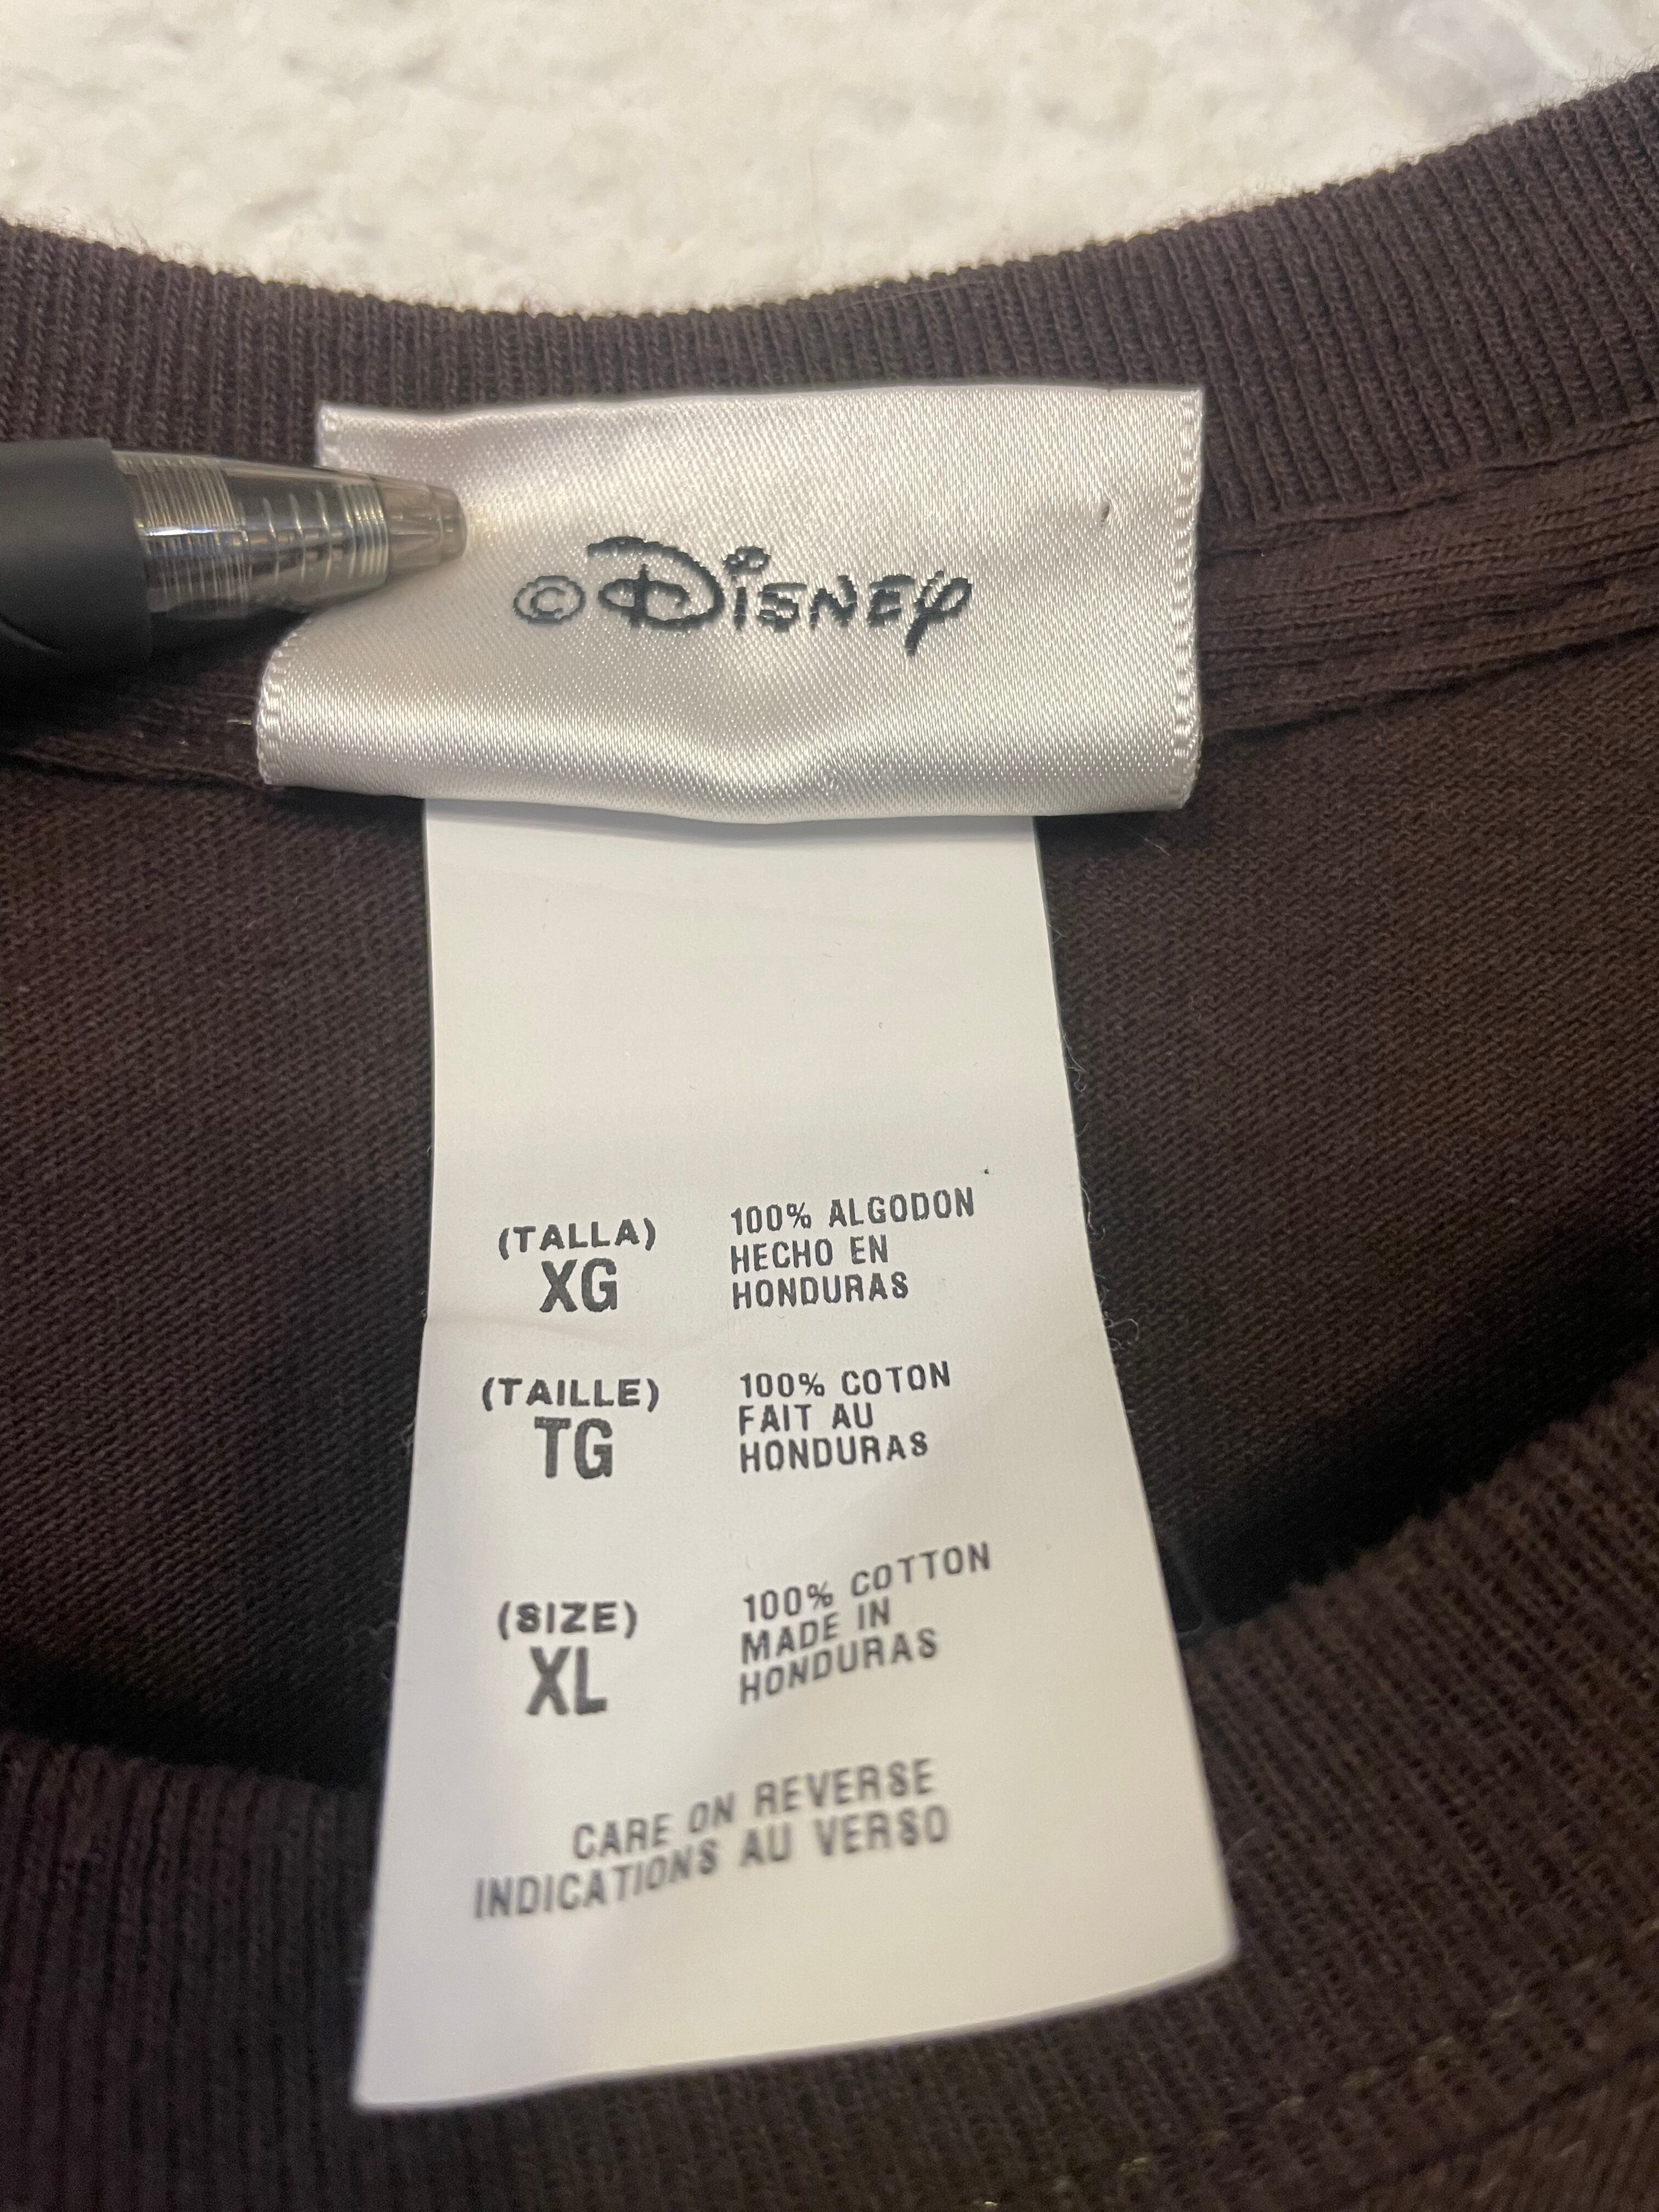 ©Disney
(TALLA)
XG
100% ALGODON
HECHO EN
HONDURAS
(TAILLE)
TG
100% COTON
FAIT AU
HONDURAS
(SIZE)
XL
100% COTTON
MADE IN
HONDURAS
CARE ON REVERSE
INDICATIONS AU VERSO